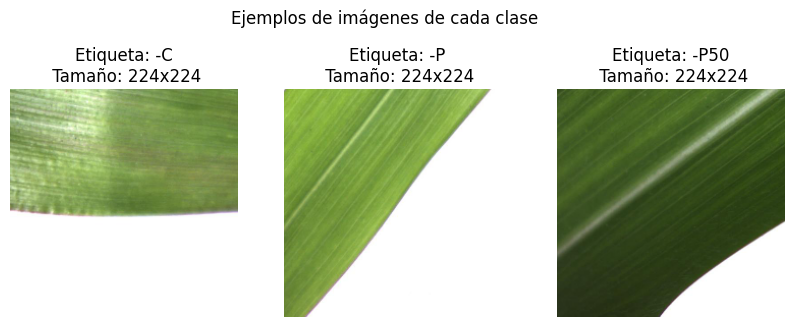 Ejemplos de imágenes de cada clase
Etiqueta: -C
Tamaño: 224x224
Etiqueta: -P
Tamaño: 224x224
Etiqueta: -P50
Tamaño: 224x224